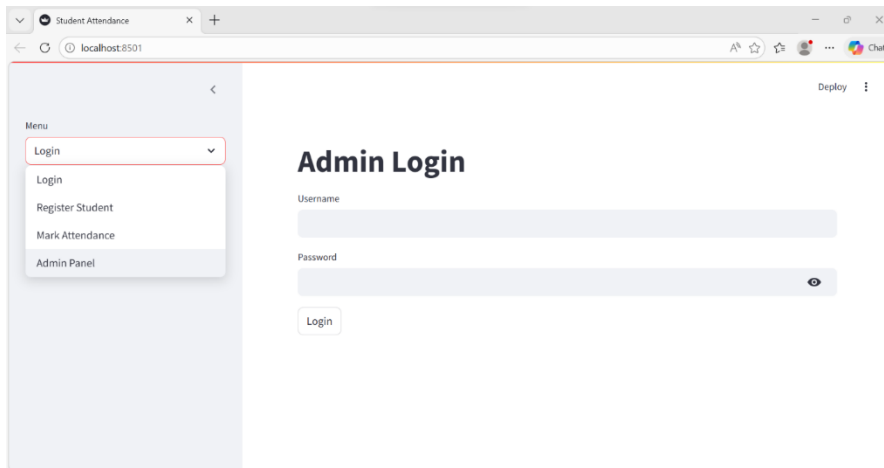 Student Attendance
localhost:8501
Chat
Deploy
Menu
Login
Login
Register Student
Mark Attendance
Admin Panel
Admin Login
Username
Password
Login